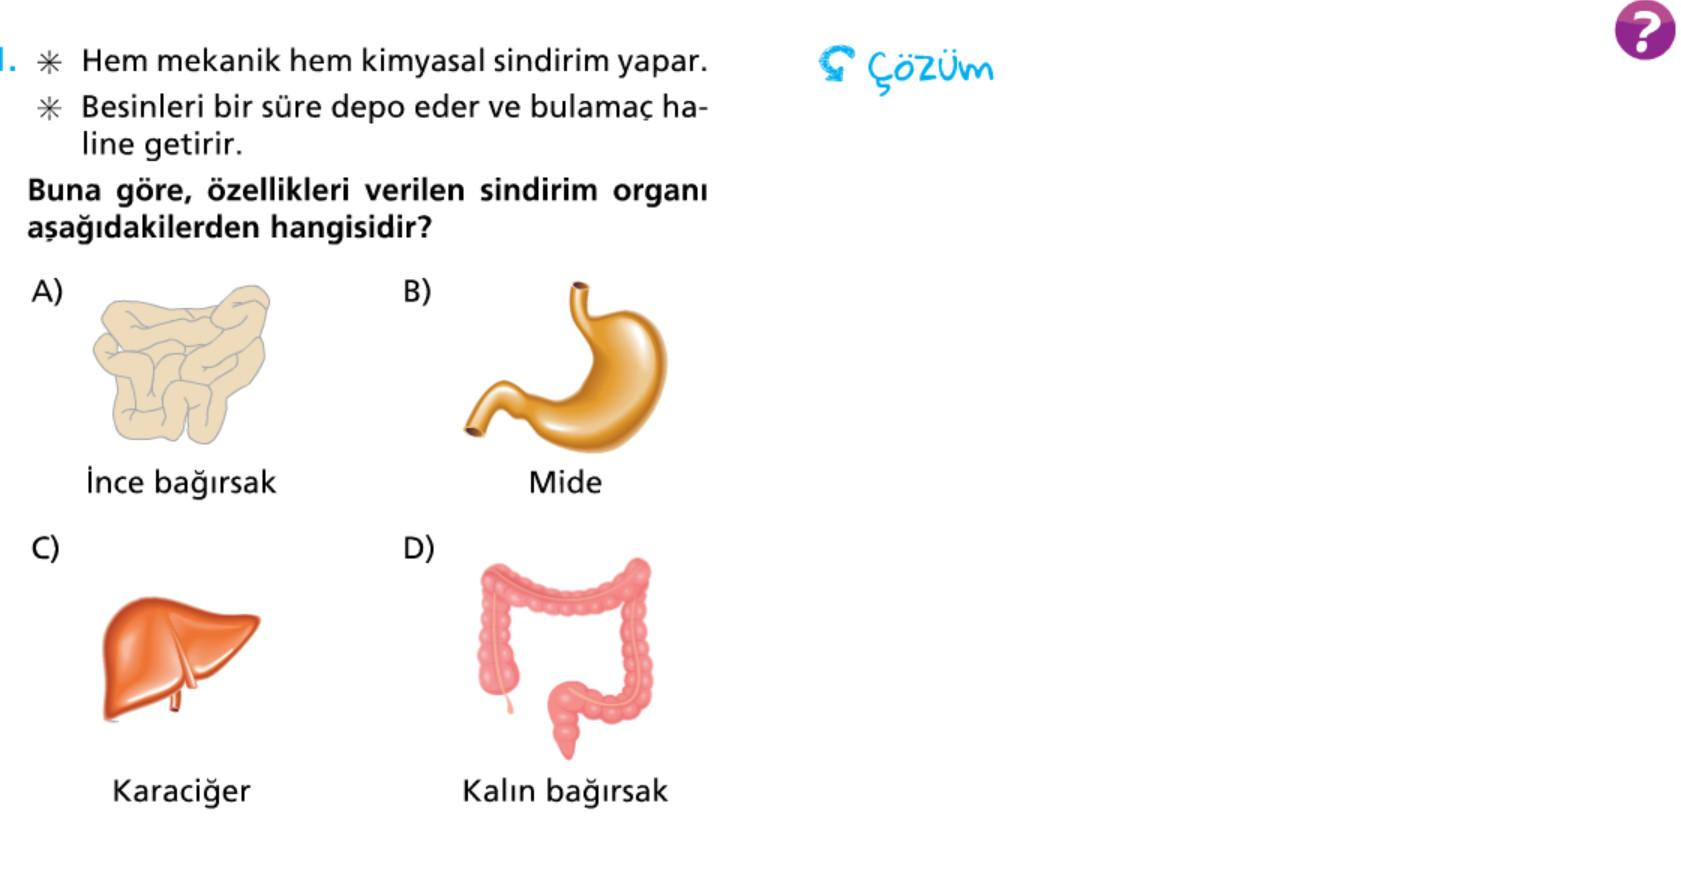 1. ✳ Hem mekanik hem kimyasal sindirim yapar.
✳ Besinleri bir süre depo eder ve bulamaç ha-
line getirir.
Buna göre, özellikleri verilen sindirim organı
aşağıdakilerden hangisidir?
A)
İnce bağırsak
B)
Mide
C)
Karaciğer
D)
Kalın bağırsak
Çözüm
?